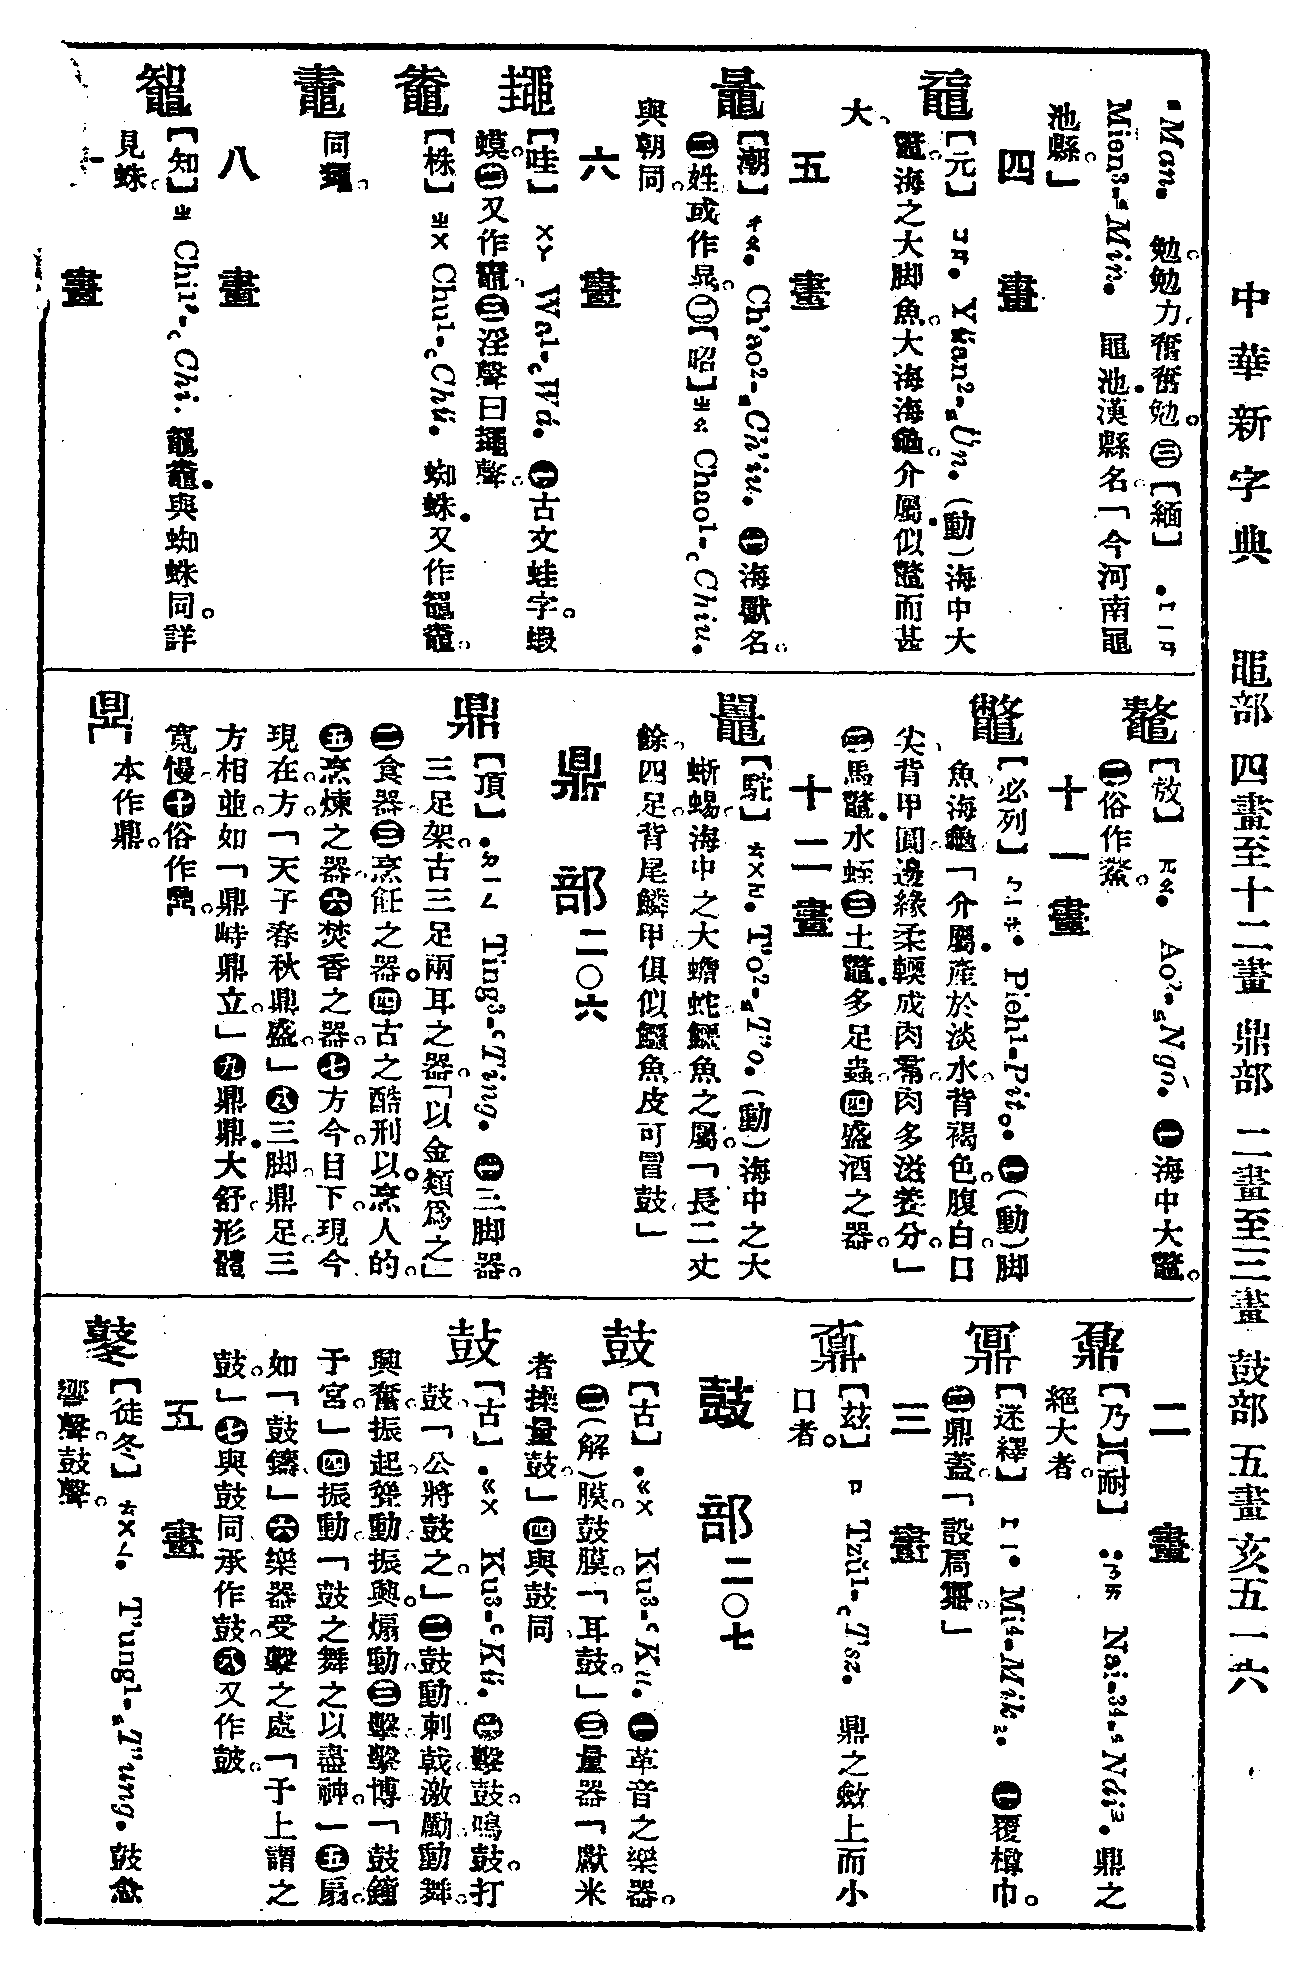 中華新字典 黽部 四畫至十二畫 鼎部 二畫至三畫 鼓部 五畫 亥五一六
Man. 勉勉力奮奮勉㊂【緬】 ㄇㄧㄢ
Mien³-Min. 黽池漢縣名「今河南黽
池縣」
四畫
黿【元】ㄩㄢ. Yüan²-Ün. (動)海中大
鼈海之大脚魚大海海龜介屬似鼈而甚
大
五畫
鼂【潮】ㄔㄠ. Ch'ao²-Ch'iu. ㊀海獸名
㊁姓或作晁㊁【昭】ㄓㄠ Chao¹-Chiu.
與朝同
六畫
鼃【哇】ㄨㄚ Wa¹-Wá. ㊀古文蛙字蝦
蟆㊁又作鼃㊂淫聲曰鼃聲
鼄【株】ㄓㄨ Chu¹-Chü. 蜘蛛又作鼅鼄
鼃
同鼃
八畫
鼅【知】ㄓ Chih¹-Chi. 鼅鼄與蜘蛛同詳
見蛛
十一畫
鼇【敖】ㄫㄠ. Ao²-Ngô. ㊀海中大鼈
㊁俗作鰲
鼈【必列】ㄅㄧㄝ. Pieh¹-Pit。. ㊀(動)脚
魚海龜「介屬產於淡水背褐色腹白口
尖背甲圓邊緣柔輭成肉帬肉多滋養分」
㊁馬鼈水蛭㊂土鼈多足蟲㊃盛酒之器
十二畫
鼉【駝】ㄊㄨㄛ. T'o²-T'o. (動)海中之大
蜥蜴海中之大蟾蛇鱷魚之屬「長二丈
餘四足背尾鱗甲俱似鱷魚皮可冒鼓」
鼎部二〇六
鼎【頂】ㄉㄧㄥ Ting³-Ting. ㊀三脚器
三足架古三足兩耳之器「以金類爲之」
㊁食器㊂烹飪之器㊃古之酷刑以烹人的
㊄烹煉之器㊅焚香之器㊆方今目下現今
現在方「天子春秋鼎盛」㊇三脚鼎足三
方相並如「鼎峙鼎立」㊈鼎鼎大舒形體
寬慢㊉俗作
本作鼎
二畫
鼐【乃】【耐】ㄋㄞ Nai-³⁴-Ndi². 鼎之
絕大者
鼏【迷繹】ㄇㄧ. Mi⁴-Mik₂. ㊀覆樽巾
㊁鼎蓋「設扃鼏」
三畫
鼒【玆】ㄗ Tzŭ¹-Tsz. 鼎之斂上而小
口者
鼓部二〇七
鼓【古】ㄍㄨ Ku³-Ku. ㊀革音之樂器
㊁(解)膜鼓膜「耳鼓」㊂量器「獻米
者操量鼓」㊃與鼓同
鼔【古】ㄍㄨ Ku³-Kü. ㊀擊鼓鳴鼓打
鼓「公將鼓之」㊁鼓動刺戟激勵動舞
興奮振起聳動振興煽動㊂擊擊博「鼓鐘
于宮」㊃振動「鼓之舞之以盡神」㊄扇
如「鼓鑄」㊅樂器受擊之處「于上謂之
鼓」㊆與鼓同承作鼓㊇又作皷
五畫
鼕【徒冬】ㄊㄨㄥ. T'ung¹-T'ung. 鼓
響聲鼓聲